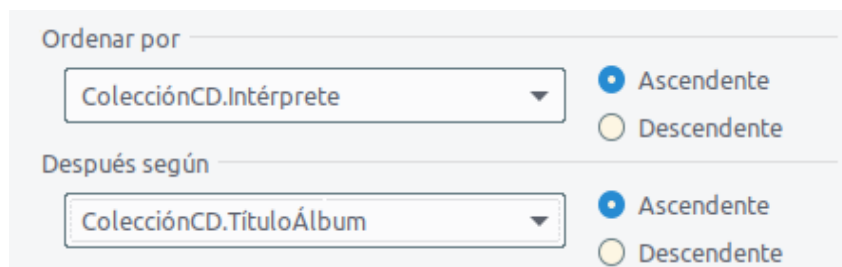 Ordenar por
ColecciónCD.Intérprete
Ascendente
Descendente
Después según
ColecciónCD.TítuloÁlbum
Ascendente
Descendente